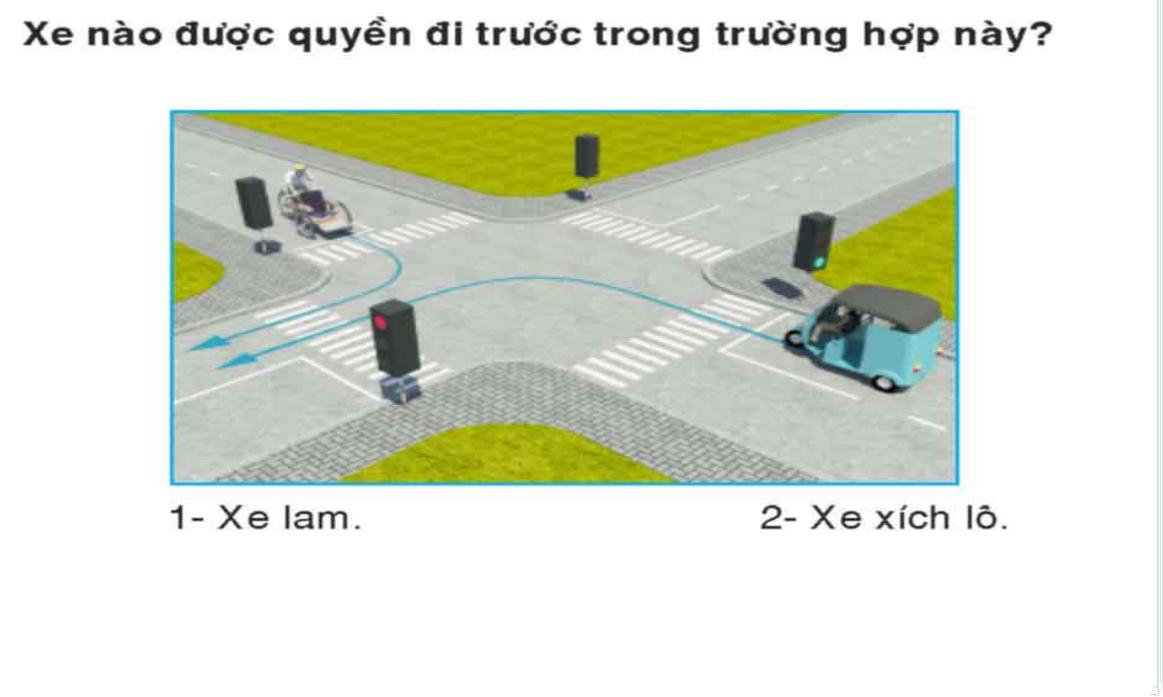 Xe nào được quyền đi trước trong trường hợp này?
1- Xe lam. 2- Xe xích lô.